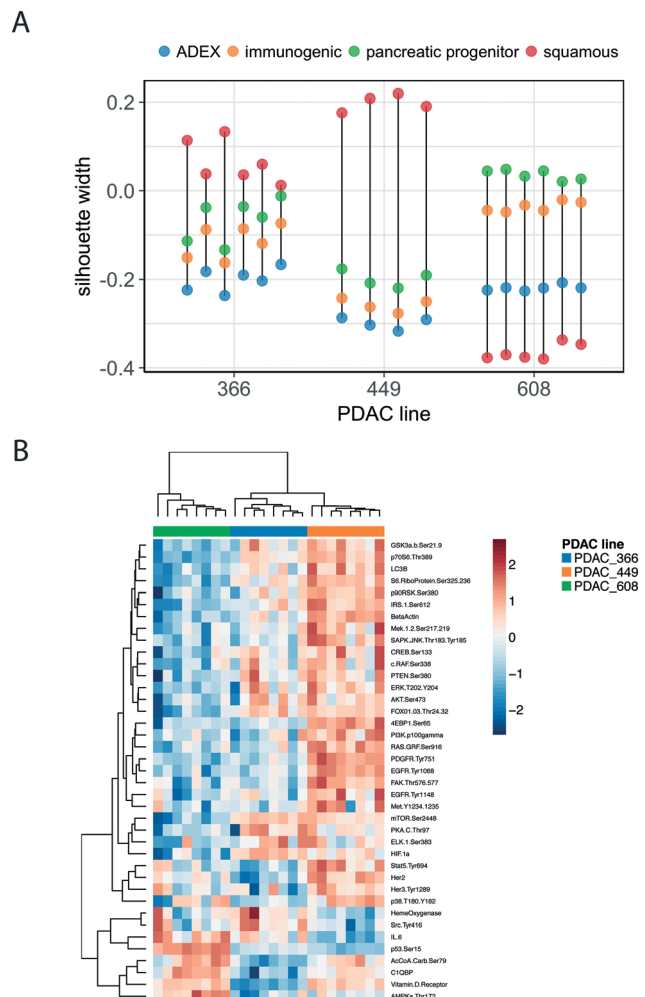 A
ADEX immunogenic pancreatic progenitor squamous
0.2
0.0
-0.2
-0.4
silhouette width
366 449 608
PDAC line
B
GSK3a.b.Ser21.9
p70S6.Thr389
LC3B
S6.RiboProtein.Ser325.236
p90RSK.Ser380
IRS.1.Ser612
BetaActin
Mek.1.2.Ser217.219
SAPK.JNK.Thr183.Tyr185
CREB.Ser133
c.RAF.Ser338
PTEN.Ser380
ERK.T202.Y204
AKT.Ser473
FOX01.03.Thr24.32
4EBP1.Ser65
PI3K.p100gamma
RAS.GRF.Ser916
PDGFR.Tyr751
EGFR.Tyr1068
FAK.Thr576.577
EGFR.Tyr1148
Met.Y1234.1235
mTOR.Ser2448
PKA.C.Thr97
ELK.1.Ser383
HIF.1a
Stat5.Tyr694
Her2
Her3.Tyr1289
p38.T180.Y182
HemeOxygenase
Src.Tyr416
IL.6
p53.Ser15
AcCoA.Carb.Ser79
C1QBP
Vitamin.D.Receptor
AMPKa.Thr172
2
1
0
−1
−2
PDAC line
PDAC_366
PDAC_449
PDAC_608